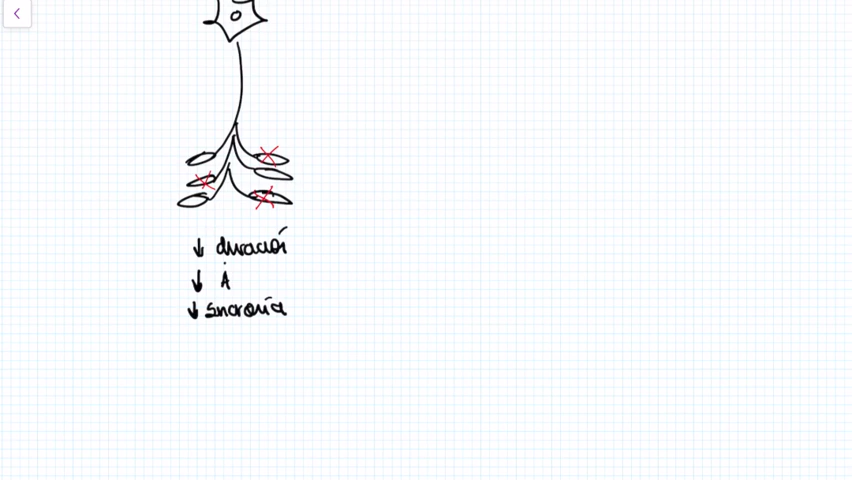 ↓ duración
↓ A
↓ sincronía